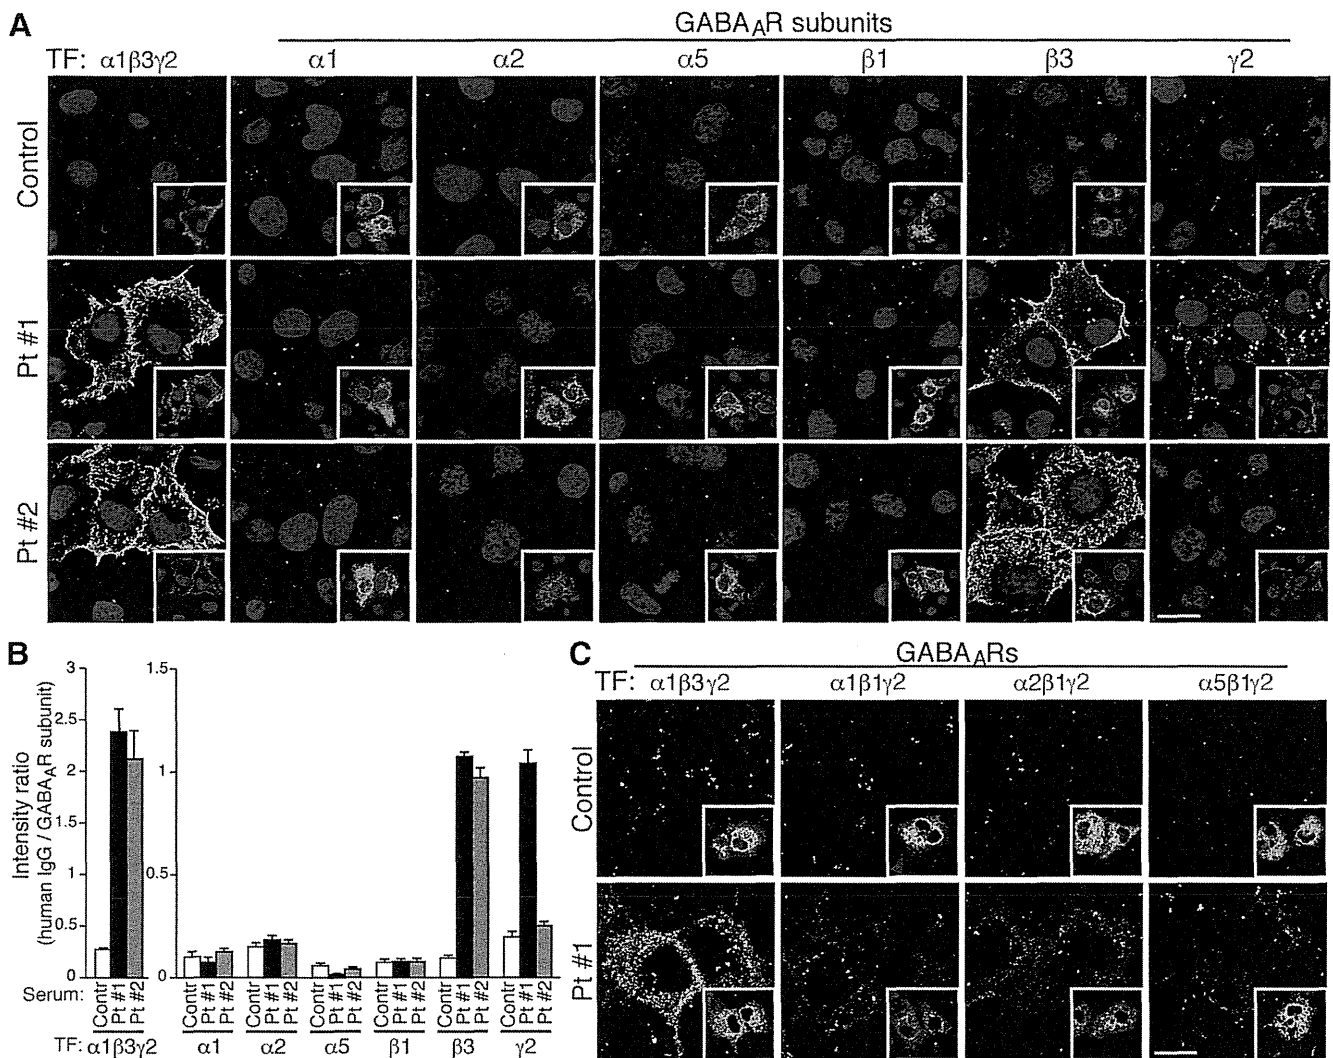 A
GABA_AR subunits
TF: α1β3γ2 α1 α2 α5 β1 β3 γ2
Control
Pt #1
Pt #2
B
Intensity ratio
(human IgG / GABA_AR subunit)
3
2.5
2
1.5
1
0.5
0
1.5
1
0.5
0
Serum: Contr Pt #1 Pt #2 Contr Pt #1 Pt #2 Contr Pt #1 Pt #2 Contr Pt #1 Pt #2 Contr Pt #1 Pt #2 Contr Pt #1 Pt #2 Contr Pt #1 Pt #2
TF: α1β3γ2 α1 α2 α5 β1 β3 γ2
C
GABA_ARs
TF: α1β3γ2 α1β1γ2 α2β1γ2 α5β1γ2
Control
Pt #1